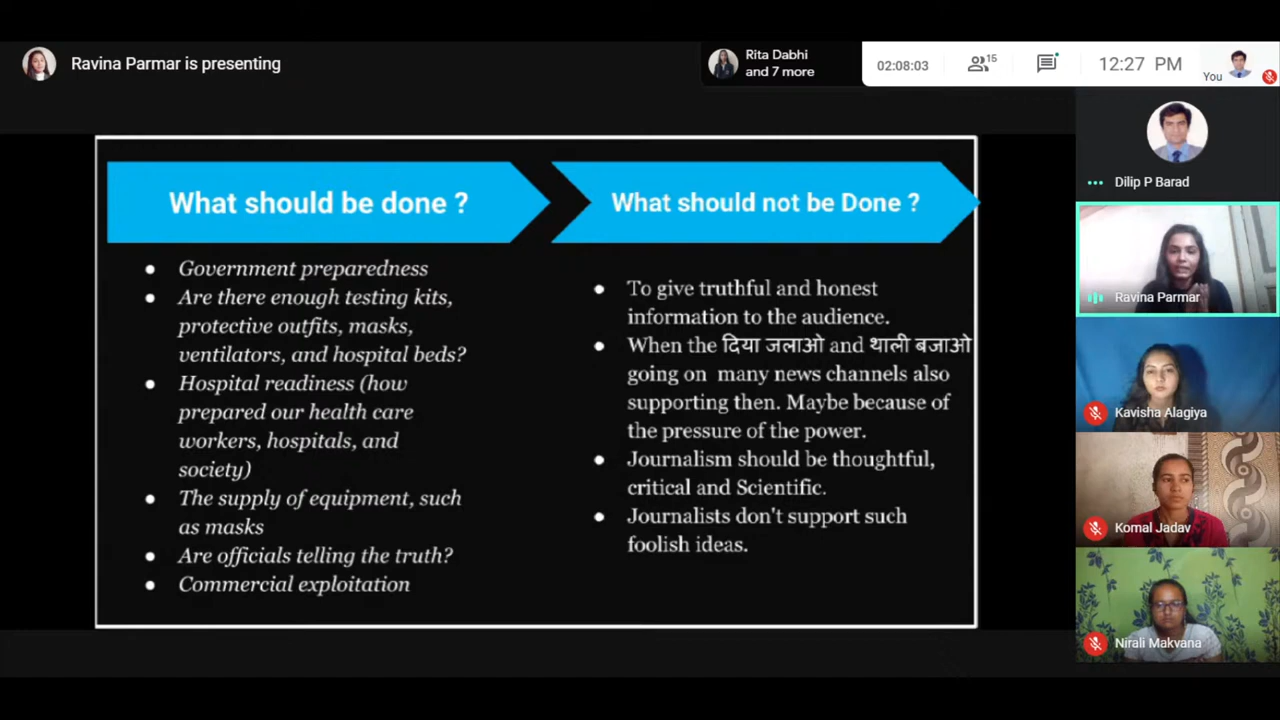 Ravina Parmar is presenting
Rita Dabhi
and 7 more
02:08:03
15
12:27 PM
You
What should be done ?
● Government preparedness
● Are there enough testing kits,
protective outfits, masks,
ventilators, and hospital beds?
● Hospital readiness (how
prepared our health care
workers, hospitals, and
society)
● The supply of equipment, such
as masks
● Are officials telling the truth?
● Commercial exploitation
What should not be Done ?
● To give truthful and honest
information to the audience.
● When the दिया जलाओ and थाली बजाओ
going on many news channels also
supporting then. Maybe because of
the pressure of the power.
● Journalism should be thoughtful,
critical and Scientific.
● Journalists don't support such
foolish ideas.
Dilip P Barad
Ravina Parmar
Kavisha Alagiya
Komal Jadav
Nirali Makvana